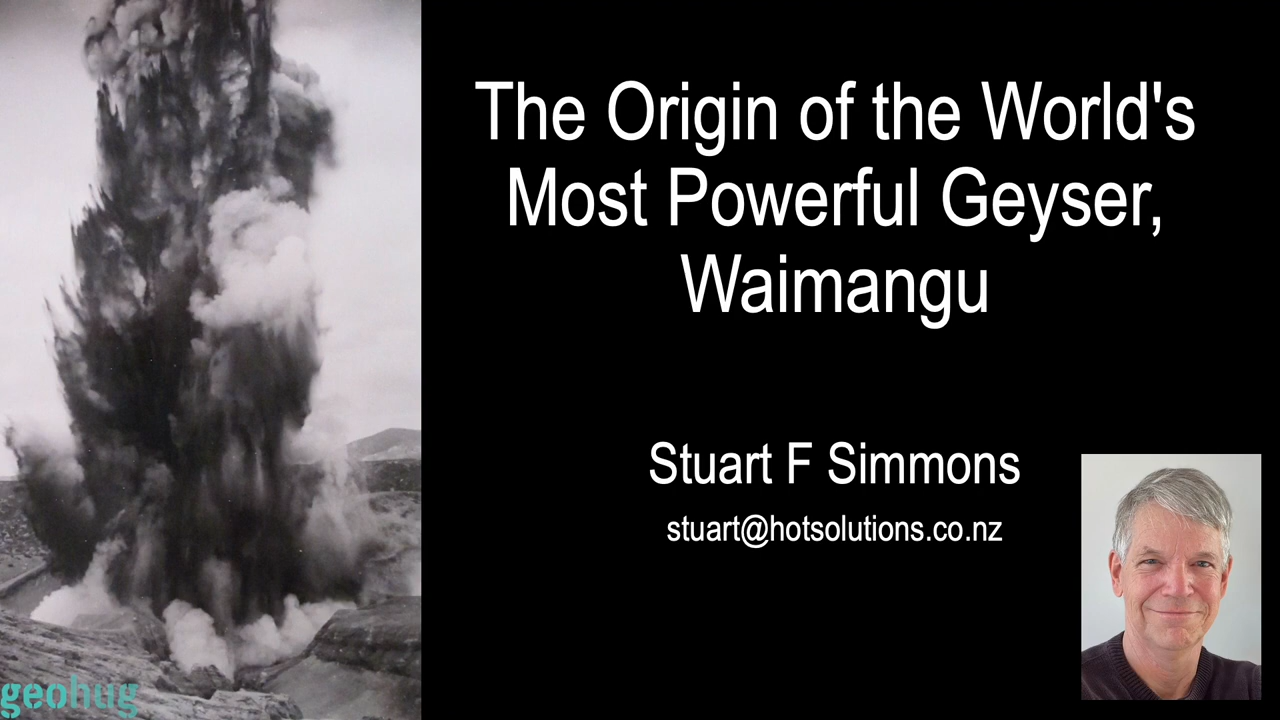 The Origin of the World's
Most Powerful Geyser,
Waimangu
Stuart F Simmons
stuart@hotsolutions.co.nz
geohug